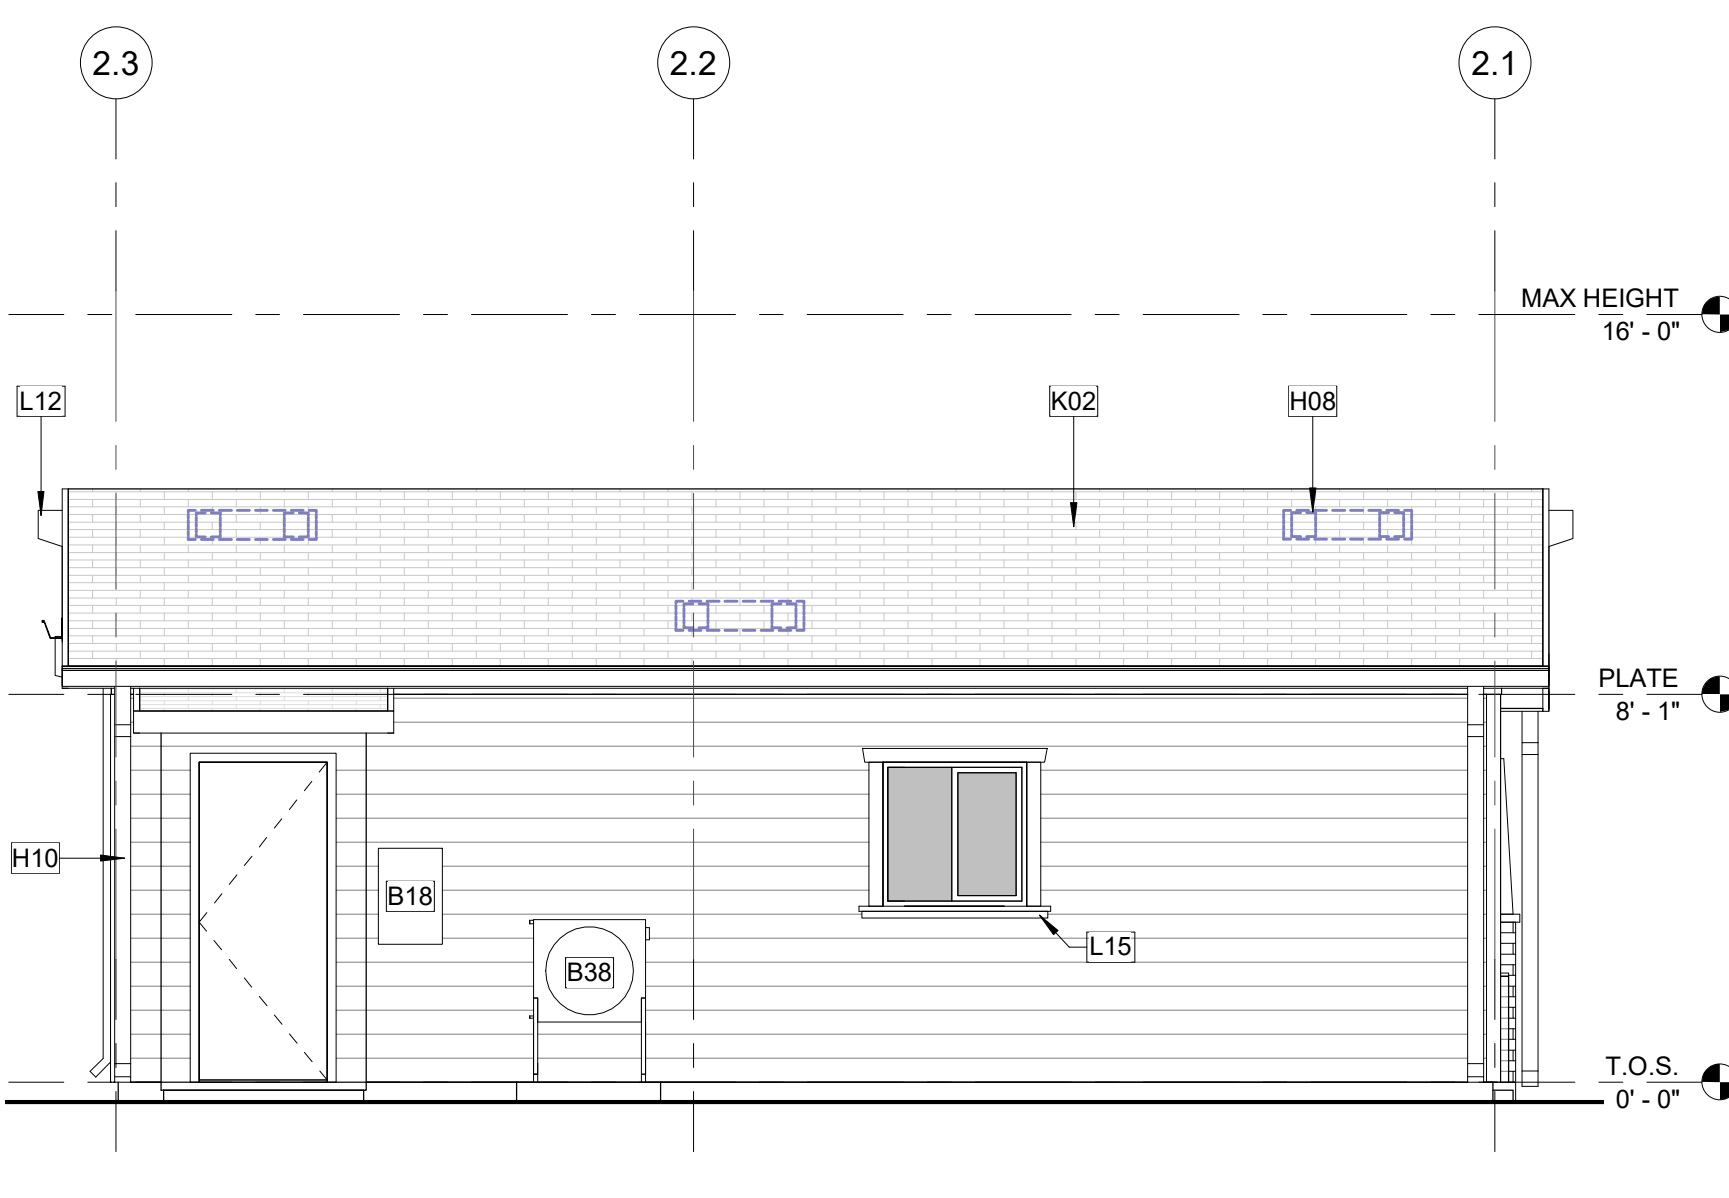 2.3
2.2
2.1
MAX HEIGHT
16' - 0"
L12
K02
H08
PLATE
8' - 1"
H10
B18
L15
B38
T.O.S.
0' - 0"